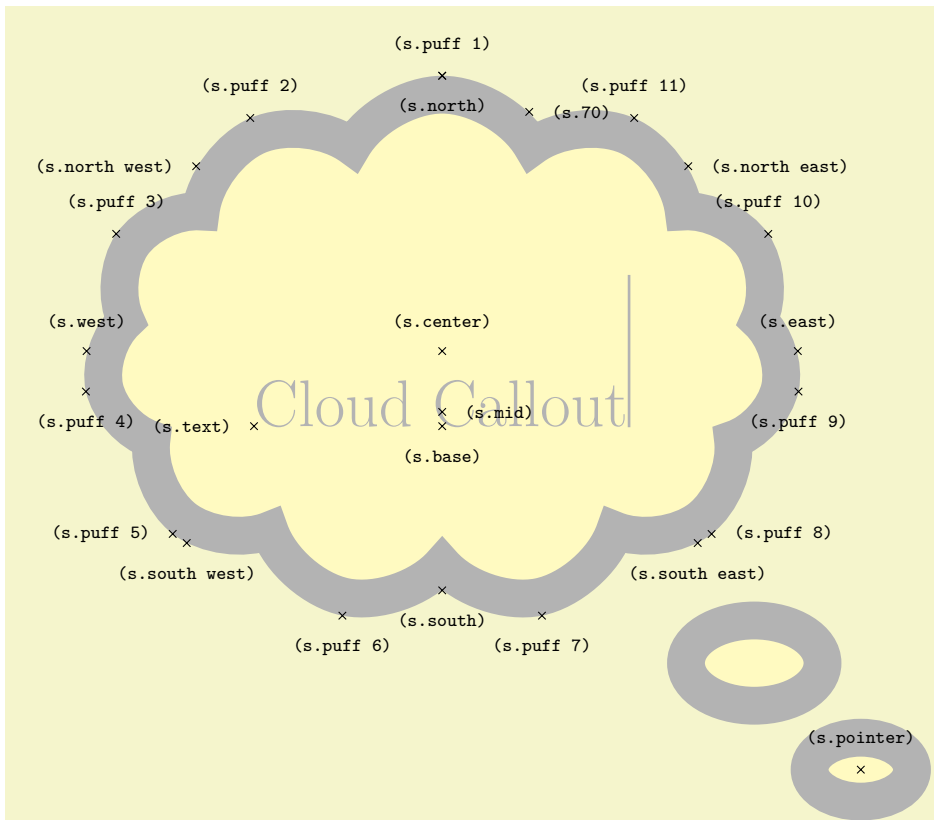 (s.puff 1)
(s.puff 2)
(s.puff 11)
(s.north)
(s.70)
(s.north west)
(s.north east)
(s.puff 3)
(s.puff 10)
(s.west)
(s.center)
(s.east)
Cloud Callout
(s.mid)
(s.puff 4)
(s.text)
(s.puff 9)
(s.base)
(s.puff 5)
(s.puff 8)
(s.south west)
(s.south east)
(s.south)
(s.puff 6)
(s.puff 7)
(s.pointer)